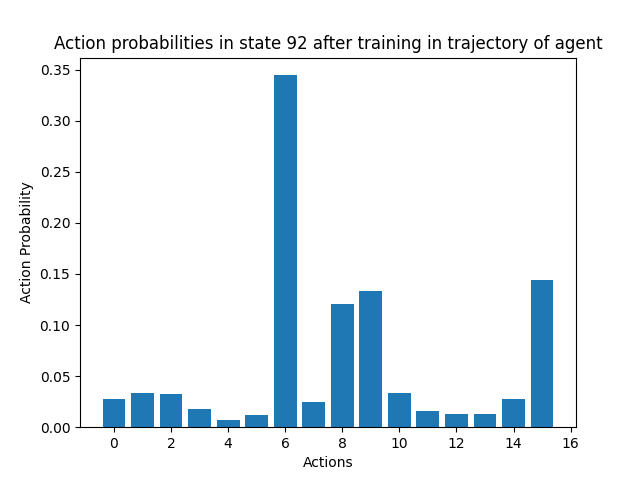 Action probabilities in state 92 after training in trajectory of agent
0.35
0.30
0.25
0.20
0.15
0.10
0.05
0.00
Action Probability
0 2 4 6 8 10 12 14 16
Actions